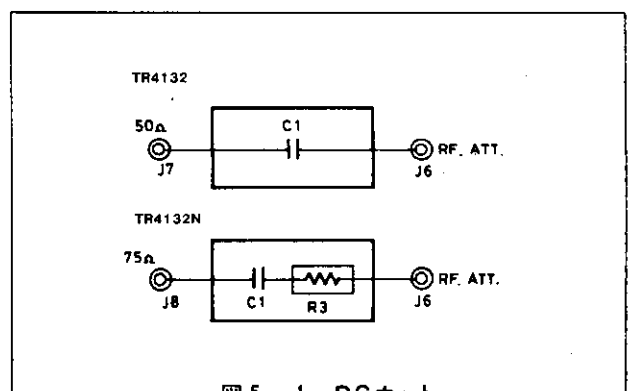 TR4132
50Ω
C1
RF. ATT.
J7
J6
TR4132N
75Ω
RF. ATT.
J8
C1
R3
J6
図5-1 DCカット